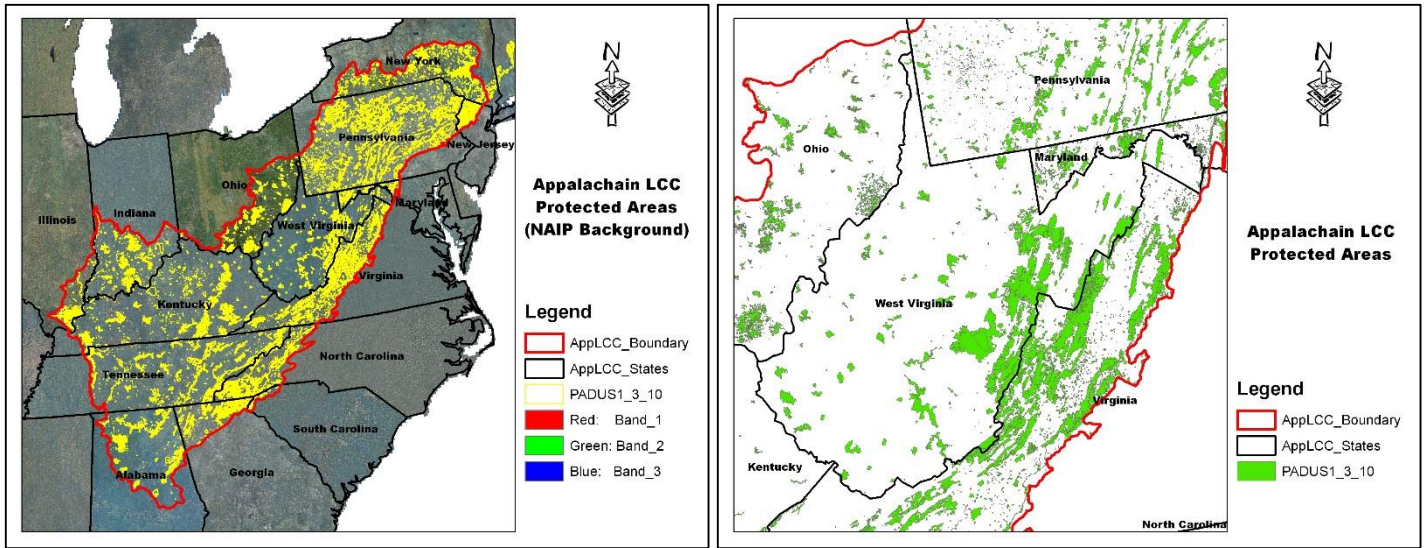 N
New York
Pennsylvania
New Jersey
Ohio
Maryland
Illinois
Indiana
West Virginia
Virginia
Kentucky
North Carolina
Tennessee
South Carolina
Alabama
Georgia
Appalachain LCC
Protected Areas
(NAIP Background)
Legend
AppLCC_Boundary
AppLCC_States
PADUS1_3_10
Red: Band_1
Green: Band_2
Blue: Band_3
N
Pennsylvania
Ohio
Maryland
West Virginia
Virginia
Kentucky
North Carolina
Appalachain LCC
Protected Areas
Legend
AppLCC_Boundary
AppLCC_States
PADUS1_3_10